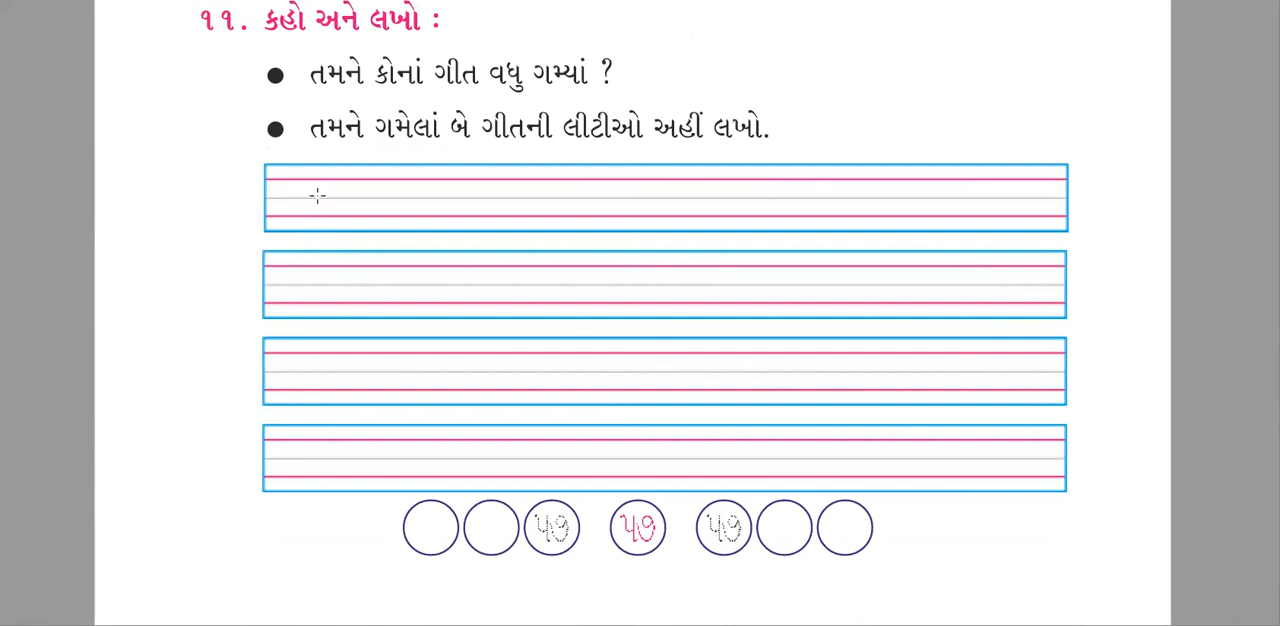 ૧૧. કહો અને લખો :
● તમને કોનાં ગીત વધુ ગમ્યાં ?
● તમને ગમેલાં બે ગીતની લીટીઓ અહીં લખો.
૫૭ ૫૭ ૫૭